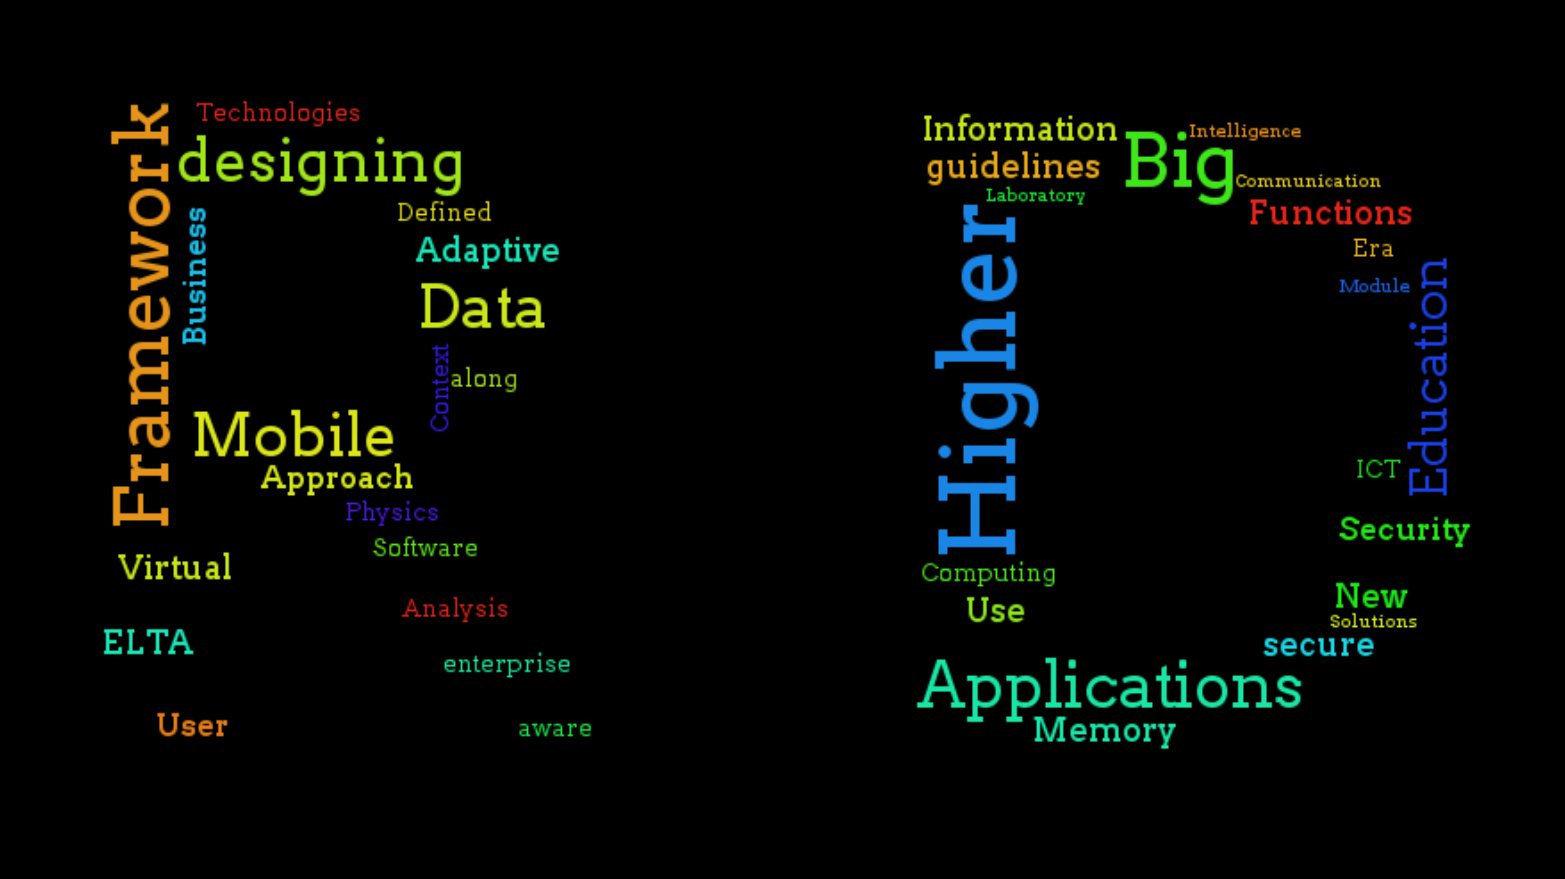 Technologies
Framework
designing
Business
Defined
Adaptive
Data
Context
along
Mobile
Approach
Physics
Software
Virtual
Analysis
ELTA
enterprise
User
aware
Information
Big
Intelligence
guidelines
Communication
Laboratory
Functions
Higher
Era
Module
Education
ICT
Security
Computing
Use
New
Solutions
secure
Applications
Memory